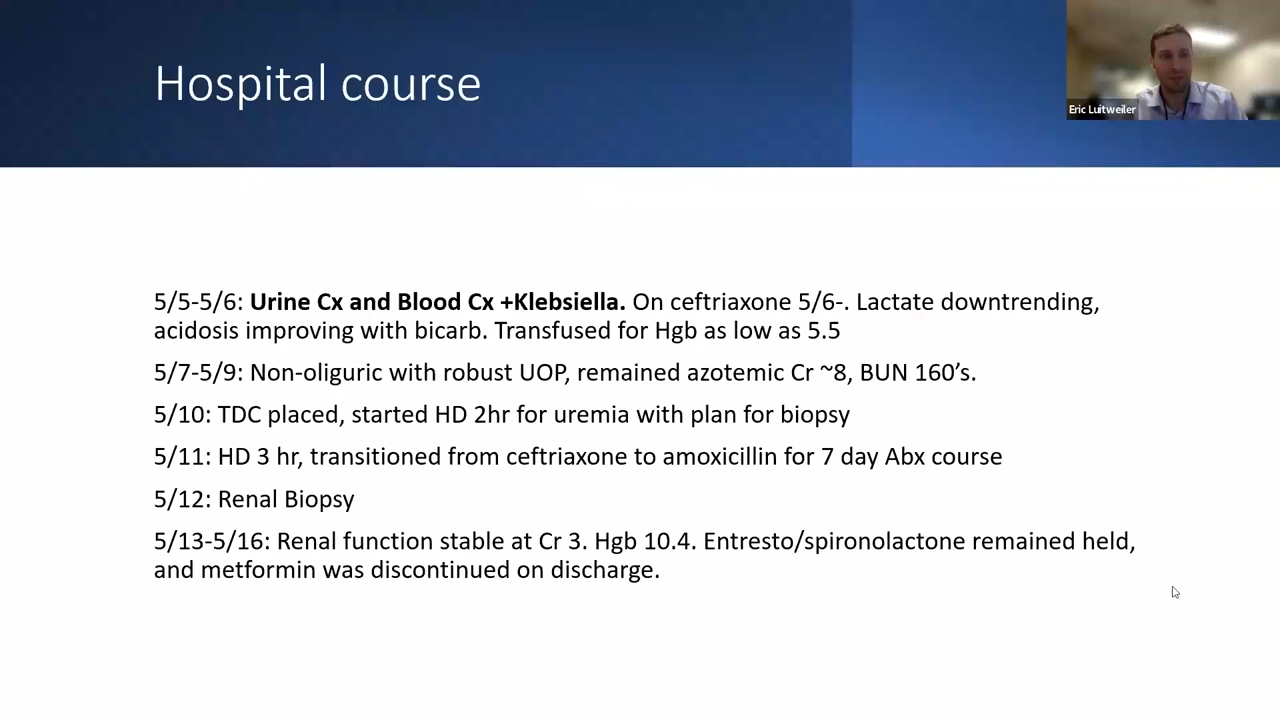 Hospital course
Eric Luitweiler
5/5-5/6: Urine Cx and Blood Cx +Klebsiella. On ceftriaxone 5/6-. Lactate downtrending,
acidosis improving with bicarb. Transfused for Hgb as low as 5.5
5/7-5/9: Non-oliguric with robust UOP, remained azotemic Cr ~8, BUN 160’s.
5/10: TDC placed, started HD 2hr for uremia with plan for biopsy
5/11: HD 3 hr, transitioned from ceftriaxone to amoxicillin for 7 day Abx course
5/12: Renal Biopsy
5/13-5/16: Renal function stable at Cr 3. Hgb 10.4. Entresto/spironolactone remained held,
and metformin was discontinued on discharge.